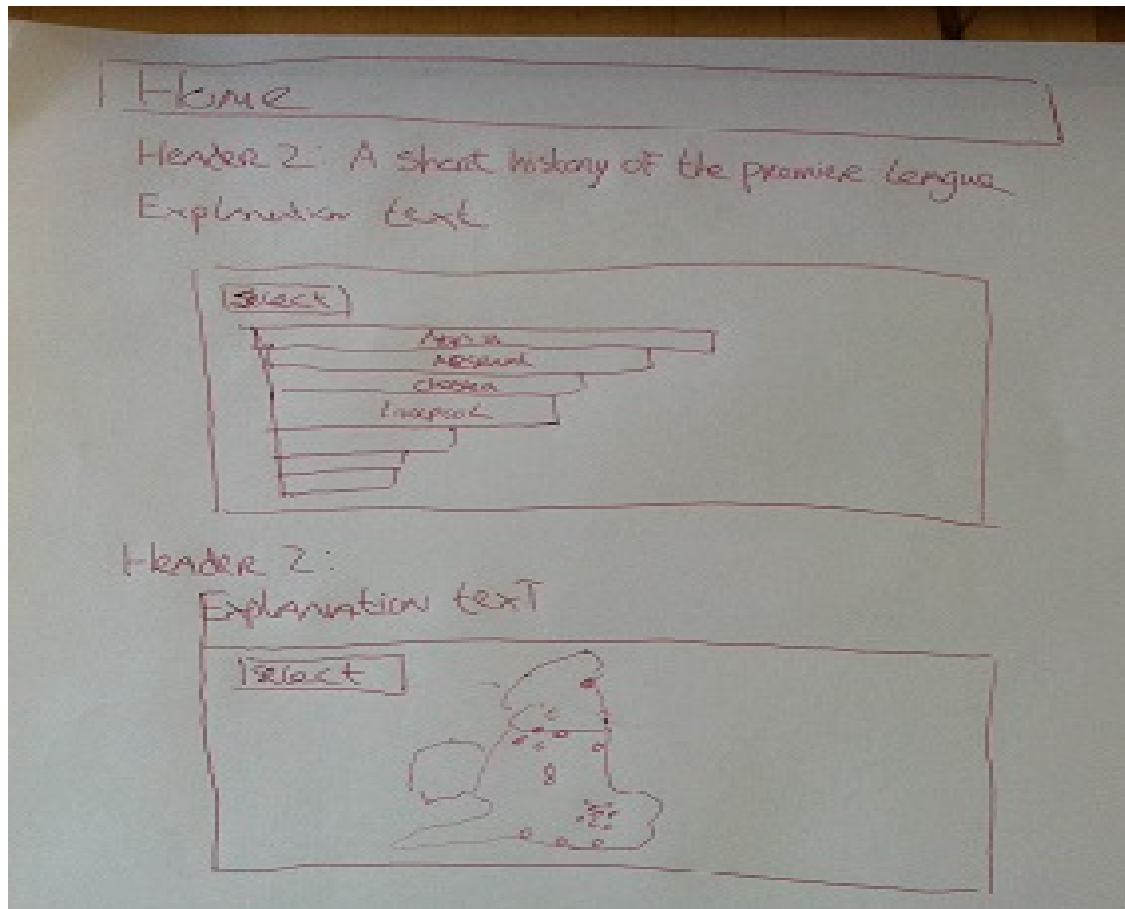 Home
Header 2: A short history of the premier league
Explanation text
Select
Arsenal
Chelsea
Liverpool
Header 2:
Explanation text
Select